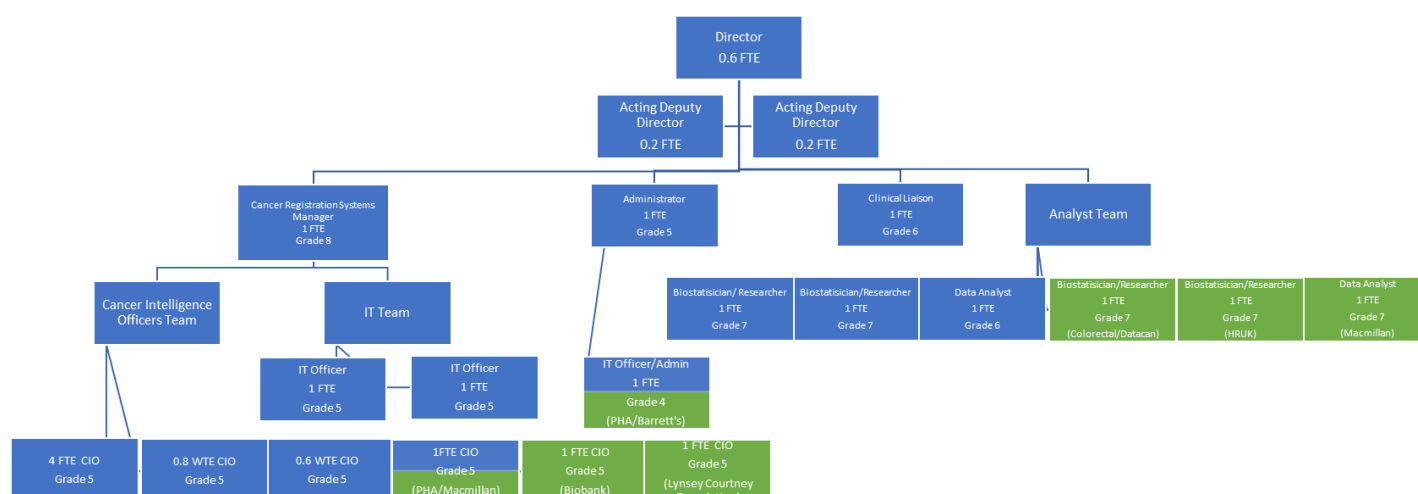 Director
0.6 FTE
Acting Deputy
Director
0.2 FTE
Acting Deputy
Director
0.2 FTE
Cancer Registration Systems
Manager
1 FTE
Grade 8
Administrator
1 FTE
Grade 5
Clinical Liaison
1 FTE
Grade 6
Analyst Team
Cancer Intelligence
Officers Team
IT Team
Biostatisician/Researcher
1 FTE
Grade 7
Biostatisician/Researcher
1 FTE
Grade 7
Data Analyst
1 FTE
Grade 6
Biostatisician/Researcher
1 FTE
Grade 7
(Colorectal/Datacan)
Biostatisician/Researcher
1 FTE
Grade 7
(HRUK)
Data Analyst
1 FTE
Grade 7
(Macmillan)
IT Officer
1 FTE
Grade 5
IT Officer
1 FTE
Grade 5
IT Officer/Admin
1 FTE
Grade 4
(PHA/Barrett's)
4 FTE CIO
Grade 5
0.8 WTE CIO
Grade 5
0.6 WTE CIO
Grade 5
1FTE CIO
Grade 5
(PHA/Macmillan)
1 FTE CIO
Grade 5
(Biobank)
1 FTE CIO
Grade 5
(Lynsey Courtney